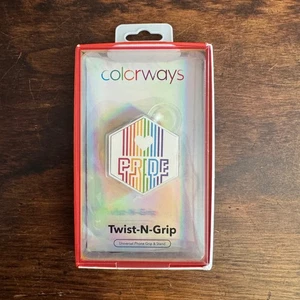 colorways
PRIDE
Twist-N-Grip
Universal Phone Grip & Stand